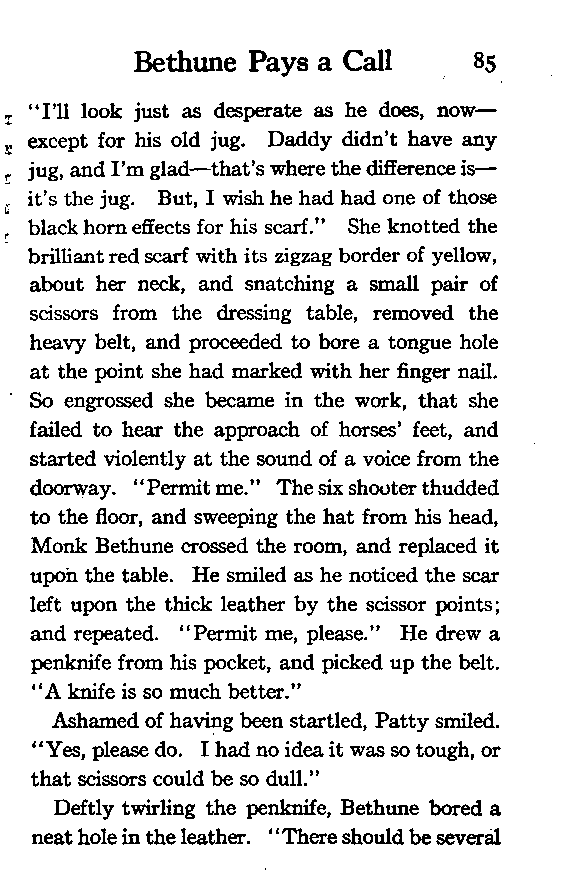 Bethune Pays a Call 85
"I'll look just as desperate as he does, now—
except for his old jug. Daddy didn't have any
jug, and I'm glad—that's where the difference is—
it's the jug. But, I wish he had had one of those
black horn effects for his scarf." She knotted the
brilliant red scarf with its zigzag border of yellow,
about her neck, and snatching a small pair of
scissors from the dressing table, removed the
heavy belt, and proceeded to bore a tongue hole
at the point she had marked with her finger nail.
So engrossed she became in the work, that she
failed to hear the approach of horses' feet, and
started violently at the sound of a voice from the
doorway. "Permit me." The six shooter thudded
to the floor, and sweeping the hat from his head,
Monk Bethune crossed the room, and replaced it
upon the table. He smiled as he noticed the scar
left upon the thick leather by the scissor points;
and repeated. "Permit me, please." He drew a
penknife from his pocket, and picked up the belt.
"A knife is so much better."
Ashamed of having been startled, Patty smiled.
"Yes, please do. I had no idea it was so tough, or
that scissors could be so dull."
Deftly twirling the penknife, Bethune bored a
neat hole in the leather. "There should be several